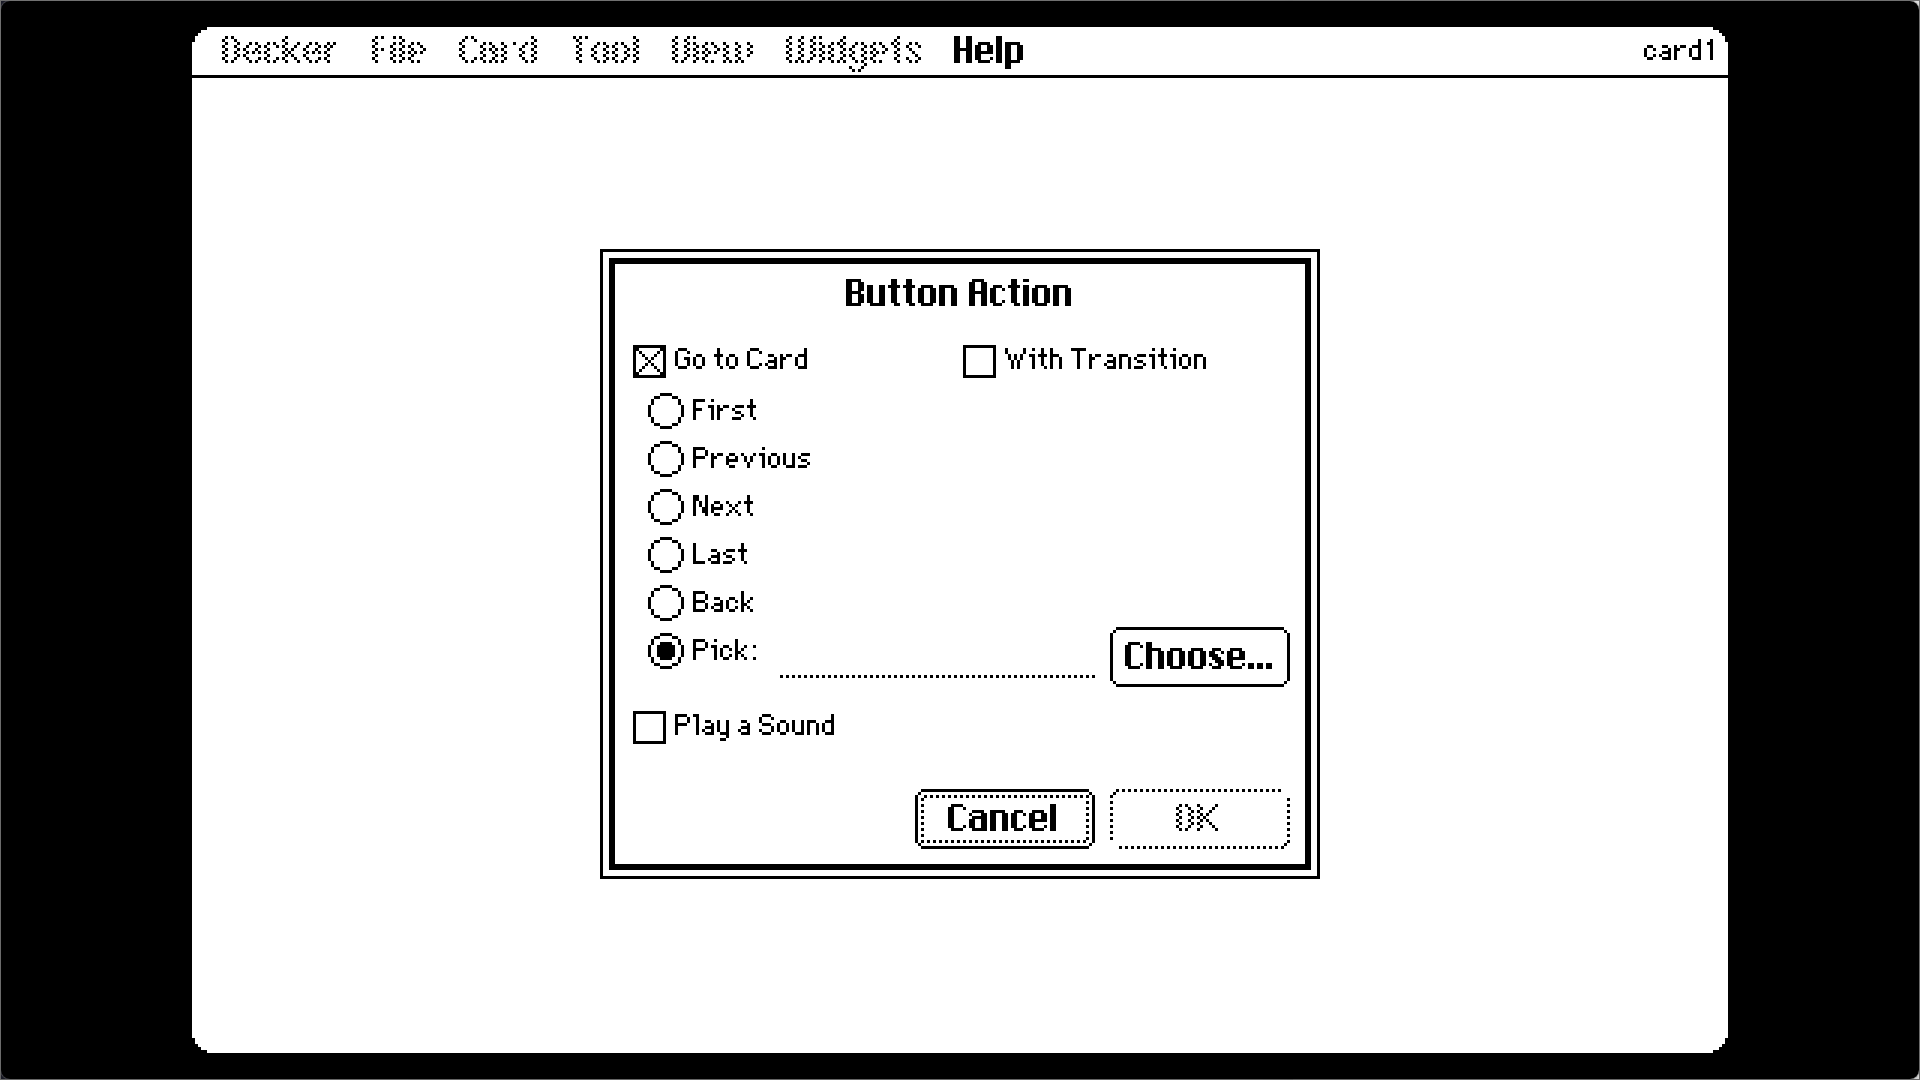 Decker File Card Tool View Widgets Help card1
Button Action
Go to Card With Transition
First
Previous
Next
Last
Back
Pick: Choose...
Play a Sound
Cancel OK